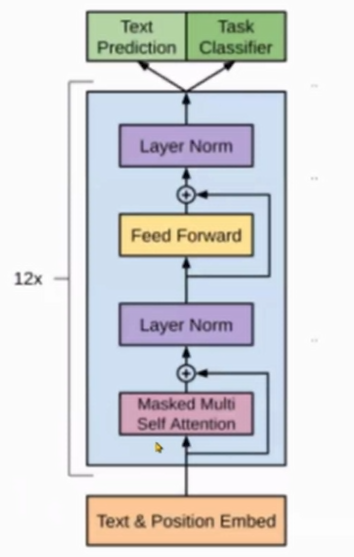 Text
Prediction
Task
Classifier
Layer Norm
Feed Forward
12x
Layer Norm
Masked Multi
Self Attention
Text & Position Embed